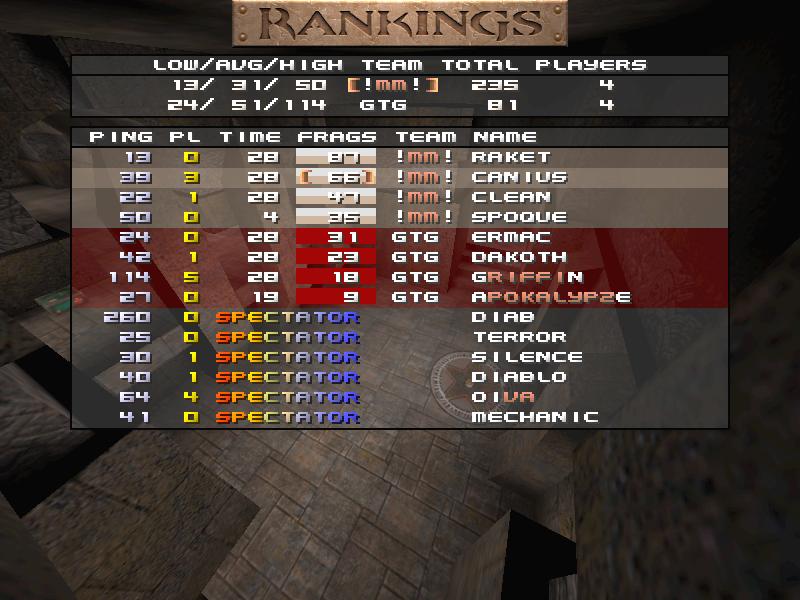 RANKINGS
LOW/AVG/HIGH TEAM TOTAL PLAYERS
13/ 31/ 50 [!mm!] 235 4
24/ 51/114 GTG 81 4
PING PL TIME FRAGS TEAM NAME
13 0 28 87 !mm! RAKET
39 3 28 [ 66] !mm! CANIUS
22 1 28 47 !mm! CLEAN
50 0 4 35 !mm! SPOQUE
24 0 28 31 GTG ERMAC
42 1 28 23 GTG DAKOTH
114 5 28 18 GTG GRIFFIN
27 0 19 9 GTG APOKALYPZE
260 0 SPECTATOR DIAB
25 0 SPECTATOR TERROR
30 1 SPECTATOR SILENCE
40 1 SPECTATOR DIABLO
64 4 SPECTATOR OIVA
41 0 SPECTATOR MECHANIC